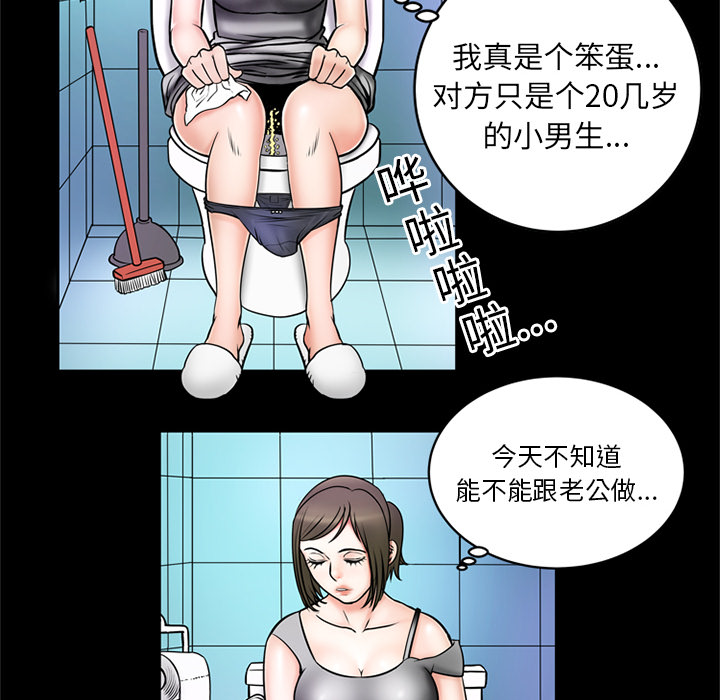 我真是个笨蛋...
对方只是个20几岁
的小男生...
哗
啦
啦
啦...
今天不知道
能不能跟老公做...